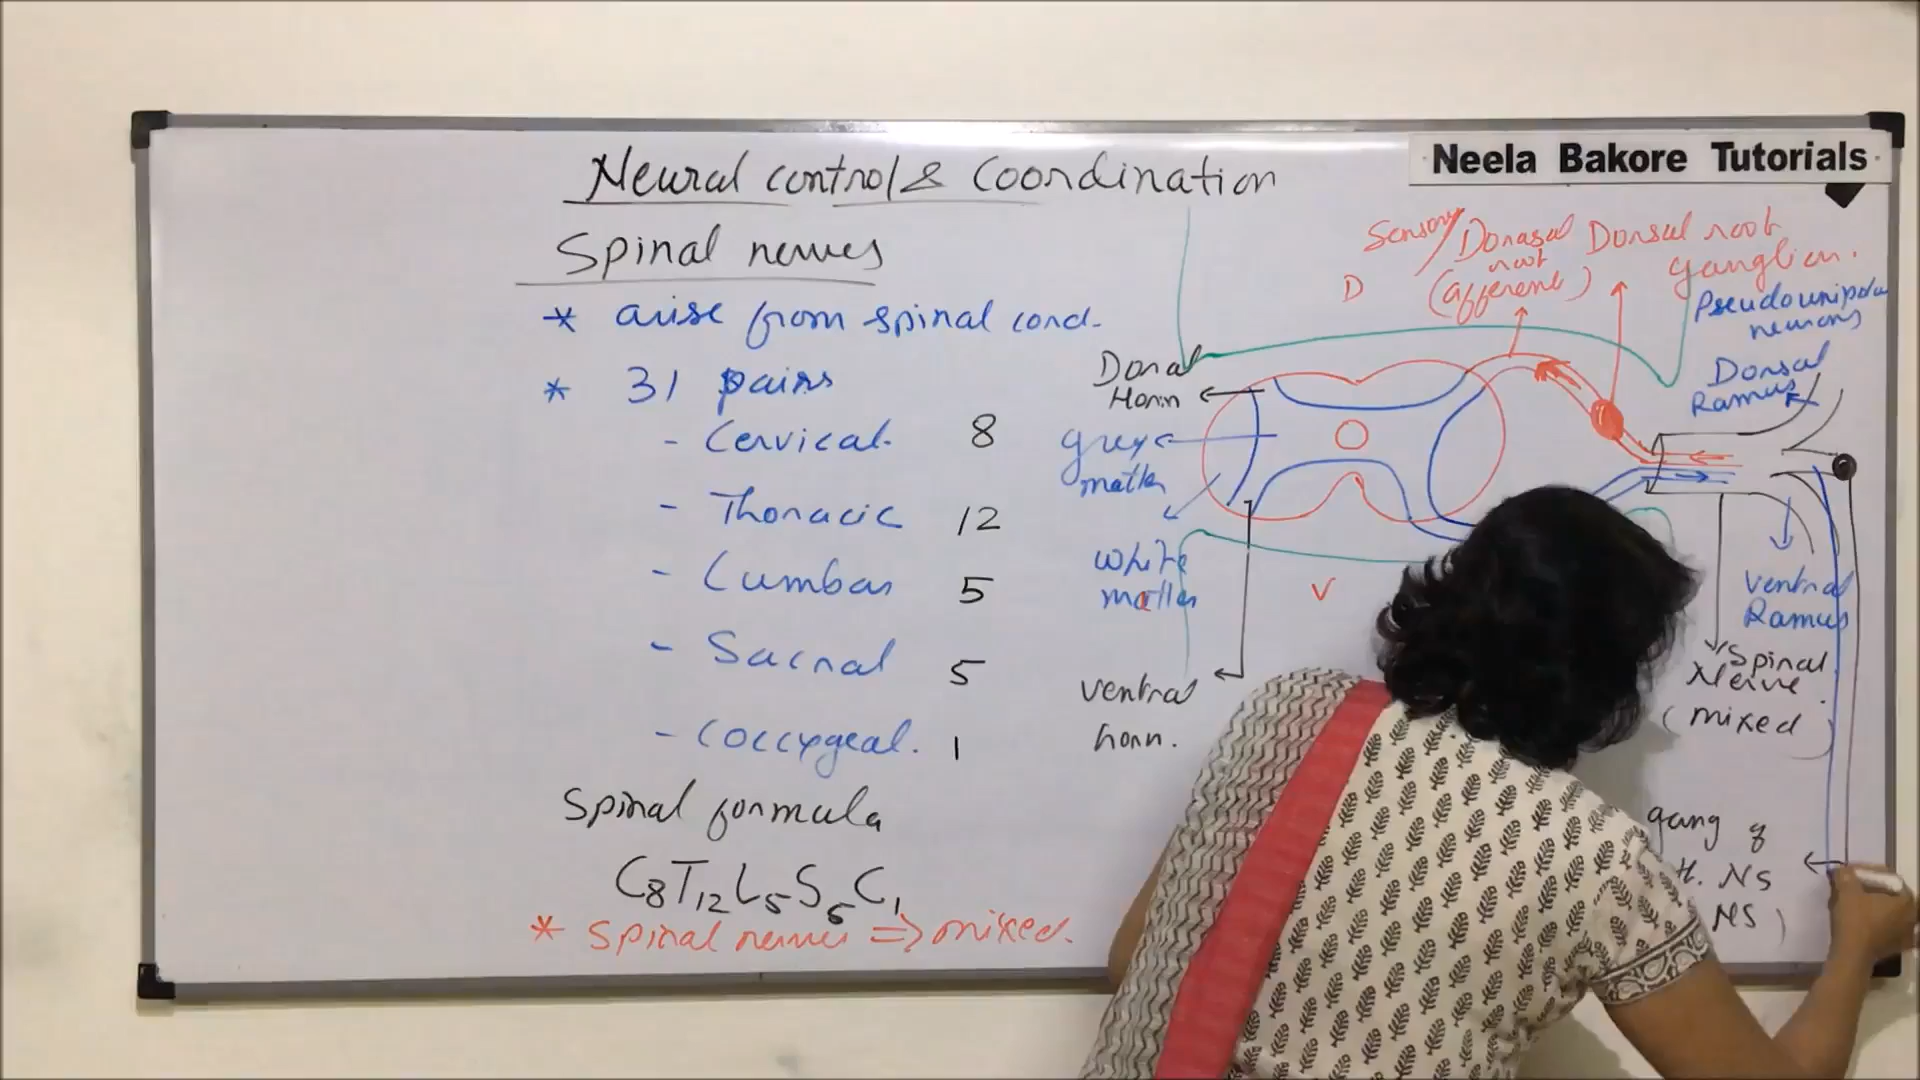 Neela Bakore Tutorials
Neural control & Coordination
Spinal nerves
* arise from spinal cord.
* 31 pairs
- Cervical 8
- Thoracic 12
- Lumbar 5
- Sacral 5
- Coccygeal. 1
Spinal formula
C8T12L5S5C1
* Spinal nerves => mixed.
Sensory/Dorasal
root
(afferent)
D
Dorsal root
ganglion.
Pseudounipolar
neurons
Dorsal
Ramus
Dorsal
Horn
grey
matter
white
matter
V
ventral
horn.
ventral
Ramus
Spinal
Nerve.
(mixed)
gang of
NS
NS)